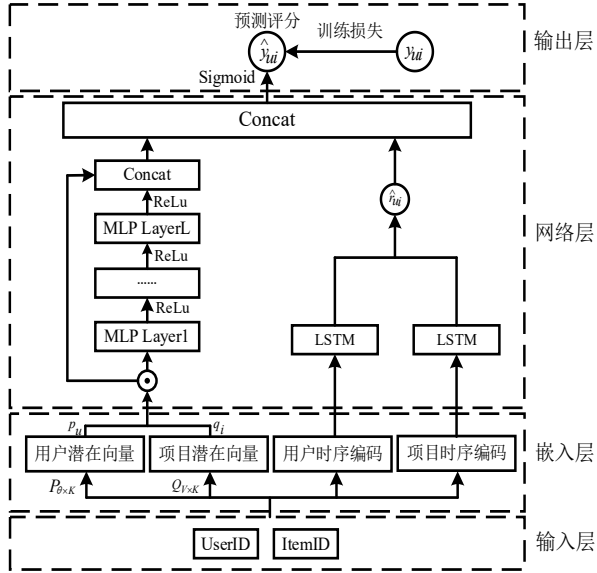 预测评分
ŷui
训练损失
yui
输出层
Sigmoid
Concat
Concat
r̂ui
ReLu
MLP LayerL
网络层
ReLu
......
ReLu
MLP Layer1
LSTM
LSTM
pu
qi
用户潜在向量
项目潜在向量
用户时序编码
项目时序编码
嵌入层
Pθ×K
QV×K
UserID
ItemID
输入层